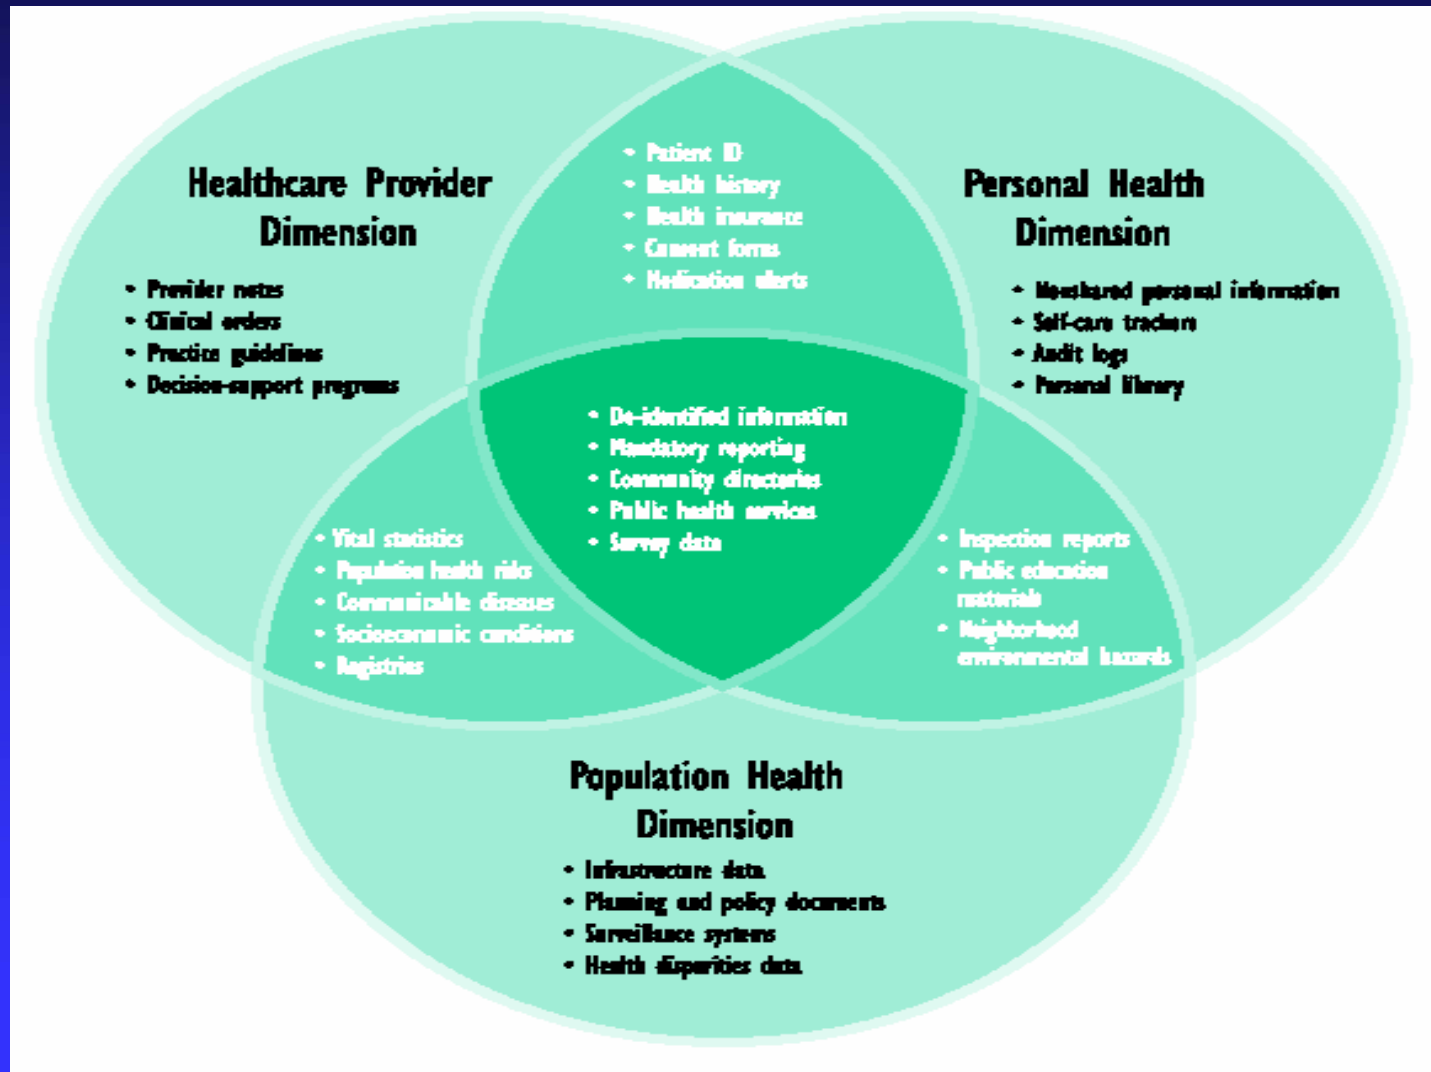 Healthcare Provider
Dimension
• Provider notes
• Clinical orders
• Practice guidelines
• Decision-support programs
• Patient ID
• Health history
• Health insurance
• Consent forms
• Medication alerts
Personal Health
Dimension
• Non-shared personal information
• Self-care trackers
• Audit logs
• Personal library
• De-identified information
• Mandatory reporting
• Community directories
• Public health services
• Survey data
• Vital statistics
• Population health risks
• Communicable diseases
• Socioeconomic conditions
• Registries
• Inspection reports
• Public education
materials
• Neighborhood
environmental hazards
Population Health
Dimension
• Infrastructure data
• Planning and policy documents
• Surveillance systems
• Health disparities data